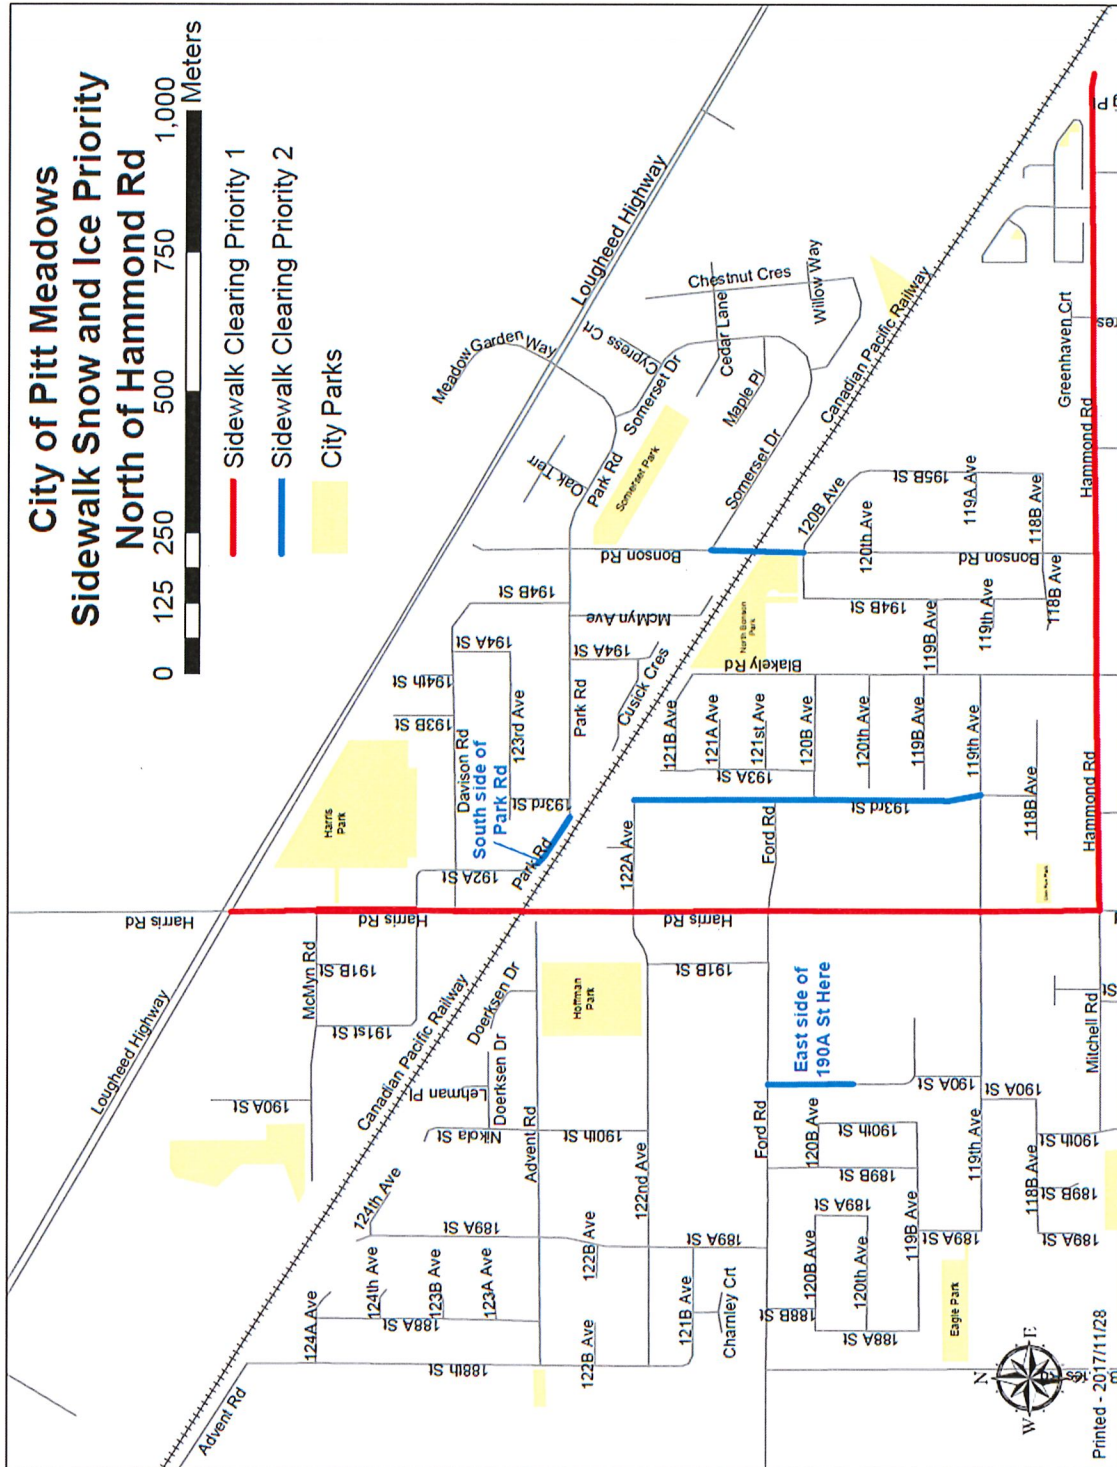 City of Pitt Meadows
Sidewalk Snow and Ice Priority
North of Hammond Rd
0 125 250 500 750 1,000
Meters
Sidewalk Clearing Priority 1
Sidewalk Clearing Priority 2
City Parks
Lougheed Highway
Harris Rd
Lougheed Highway
Meadow Garden Way
Cypress Crt
Somerset Dr
Oak Terr
Park Rd
Somerset Park
Chestnut Cres
Cedar Lane
Willow Way
Maple Pl
Somerset Dr
Canadian Pacific Railway
Bonson Rd
194B St
McMyn Ave
194A St
194A St
194th St
193B St
123rd Ave
Park Rd
Cusick Cres
Davison Rd
South side of
Park Rd
193rd St
Harris
Park
192A St
Park Rd
Harris Rd
McMyn Rd
191B St
191st St
190A St
Canadian Pacific Railway
Doerksen Dr
Lehman Pl
Doerksen Dr
Nikola St
Advent Rd
190th St
Hoffman
Park
122nd Ave
191B St
122A Ave
Harris Rd
124th Ave
189A St
124A Ave
124th Ave
123B Ave
123A Ave
188A St
188th St
Advent Rd
122B Ave
122B Ave
189A St
121B Ave
Charnley Crt
North Bonson
Park
Blakely Rd
121B Ave
121A Ave
121st Ave
120B Ave
120th Ave
119B Ave
119th Ave
193A St
193rd St
Ford Rd
118B Ave
120B Ave
195B St
120th Ave
119A Ave
118B Ave
Bonson Rd
194B St
119B Ave
119th Ave
118B Ave
Greenhaven Crt
Hammond Rd
Hammond Rd
East side of
190A St Here
Ford Rd
120B Ave
190th St
189B St
189A St
120B Ave
120th Ave
188B St
188A St
119B Ave
189A St
190A St
190A St
119th Ave
118B Ave
190th St
189B St
189A St
Mitchell Rd
Eagle Park
N
E
W
Printed - 2017/11/28